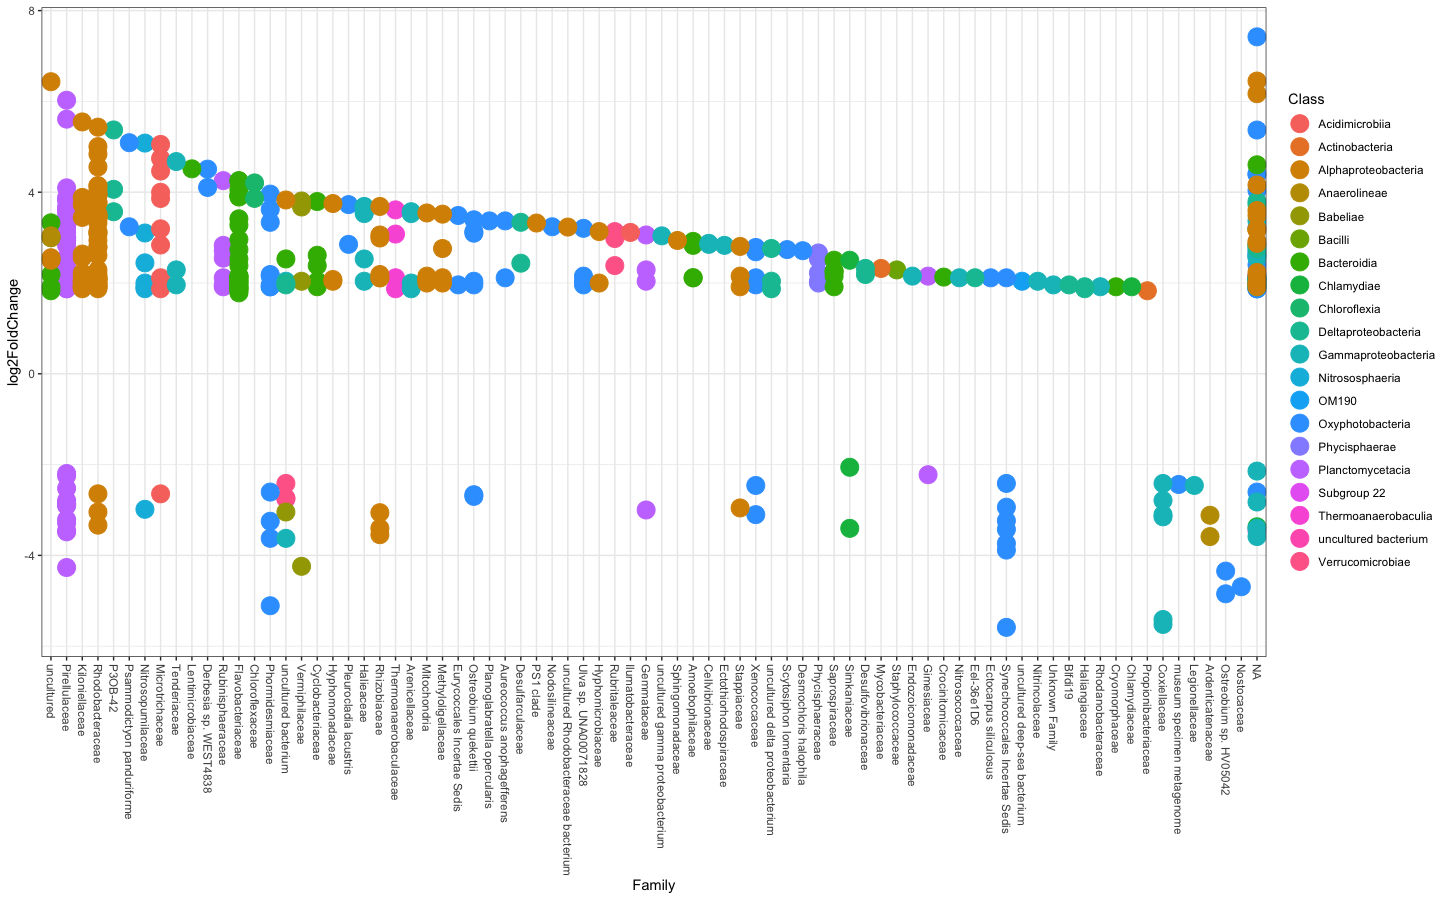 8
4
0
-4
log2FoldChange
uncultured
Pirellulaceae
Kiloniellaceae
Rhodobacteraceae
P3OB-42
Psammodictyon panduriforme
Nitrosopumilaceae
Microtrichaceae
Tenderiaceae
Lentimicrobiaceae
Derbesia sp. WEST4838
Rubinisphaeraceae
Flavobacteriaceae
Chloroflexaceae
Phormidesmiaceae
uncultured bacterium
Vermiphilaceae
Cyclobacteriaceae
Hyphomonadaceae
Pleurocladia lacustris
Halieaceae
Rhizobiaceae
Thermoanaerobaculaceae
Arenicellaceae
Mitochondria
Methyloligellaceae
Eurycoccales Incertae Sedis
Ostreobium quekettii
Planoglabratella opercularis
Aureococcus anophagefferens
Desulfarculaceae
PS1 clade
Nodosilineaceae
uncultured Rhodobacteraceae bacterium
Ulva sp. UNA00071828
Hyphomicrobiaceae
Rubritaleaceae
Ilumatobacteraceae
Gemmataceae
uncultured gamma proteobacterium
Sphingomonadaceae
Amoebophilaceae
Cellvibrionaceae
Ectothiorhodospiraceae
Stappiaceae
Xenococcaceae
uncultured delta proteobacterium
Scytosiphon lomentaria
Desmochloris halophila
Phycisphaeraceae
Saprospiraceae
Simkaniaceae
Desulfovibrionaceae
Mycobacteriaceae
Staphylococcaceae
Endozoicomonadaceae
Gimesiaceae
Crocinitomicaceae
Nitrosococcaceae
Eel-36e1D6
Ectocarpus siliculosus
Synechococcales Incertae Sedis
uncultured deep-sea bacterium
Nitrincolaceae
Unknown Family
Blfdi19
Haliangiaceae
Rhodanobacteraceae
Cryomorphaceae
Chlamydiaceae
Propionibacteriaceae
Coxiellaceae
museum specimen metagenome
Legionellaceae
Ardenticatenaceae
Ostreobium sp. HV05042
Nostocaceae
NA
Family
Class
Acidimicrobiia
Actinobacteria
Alphaproteobacteria
Anaerolineae
Babeliae
Bacilli
Bacteroidia
Chlamydiae
Chloroflexia
Deltaproteobacteria
Gammaproteobacteria
Nitrososphaeria
OM190
Oxyphotobacteria
Phycisphaerae
Planctomycetacia
Subgroup 22
Thermoanaerobaculia
uncultured bacterium
Verrucomicrobiae